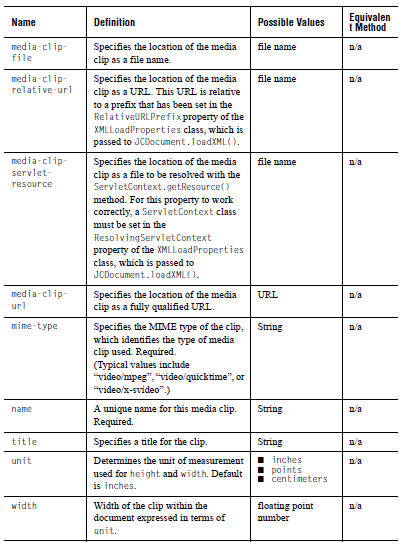 Name Definition Possible Values Equivalen
t Method
media-clip-
file
Specifies the location of the media
clip as a file name.
file name
n/a
media-clip-
relative-url
Specifies the location of the media
clip as a URL. This URL is relative
to a prefix that has been set in the
RelativeURLPrefix property of the
XMLLoadProperties class, which is
passed to JCDocument.loadXML().
file name
n/a
media-clip-
servlet-
resource
Specifies the location of the media
clip as a file to be resolved with the
ServletContext.getResource()
method. For this property to work
correctly, a ServletContext class
must be set in the
ResolvingServletContext
property of the XMLLoadProperties
class, which is passed to
JCDocument.loadXML().
file name
n/a
media-clip-
url
Specifies the location of the media
clip as a fully qualified URL.
URL
n/a
mime-type
Specifies the MIME type of the clip,
which identifies the type of media
clip used. Required.
(Typical values include
“video/mpeg”, “video/quicktime”, or
“video/x-svideo”.)
String
n/a
name
A unique name for this media clip.
Required.
String
n/a
title
Specifies a title for the clip.
String
n/a
unit
Determines the unit of measurement
used for height and width. Default
is inches.
■ inches
■ points
■ centimeters
n/a
width
Width of the clip within the
document expressed in terms of
unit.
floating point
number
n/a